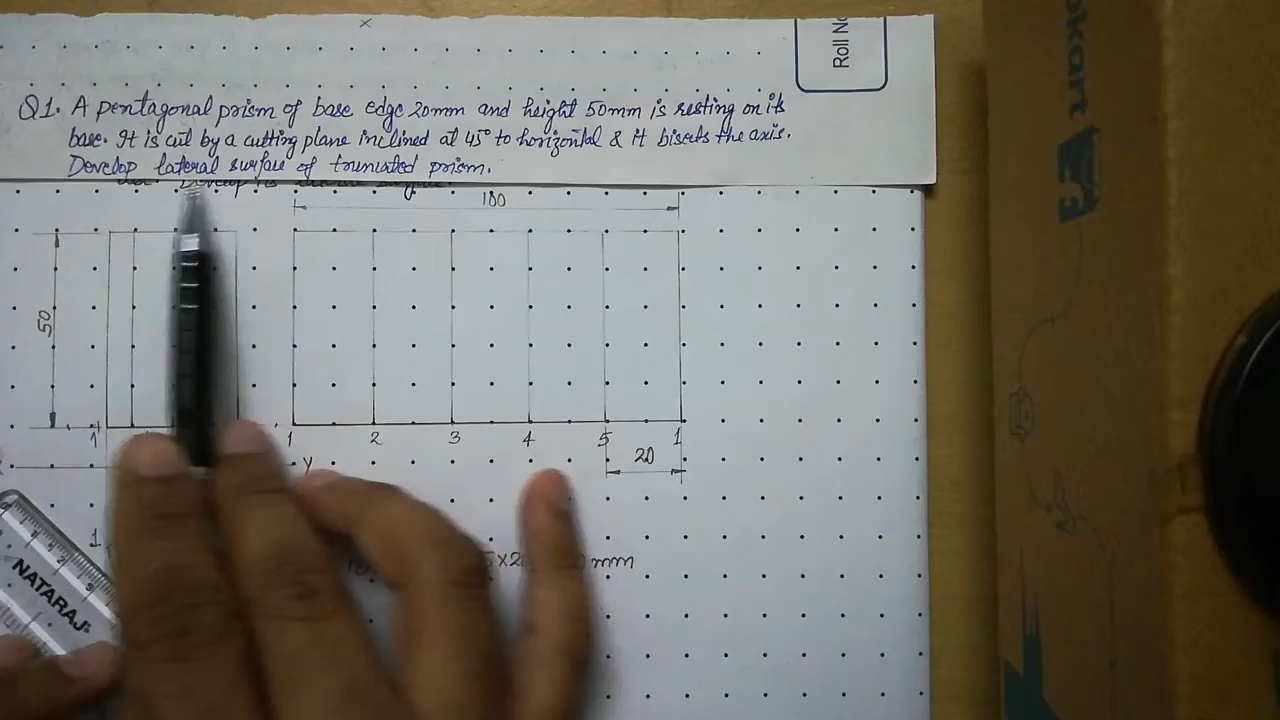 Roll No
Q1. A pentagonal prism of base edge 20mm and height 50mm is resting on its
base. It is cut by a cutting plane inclined at 45° to horizontal & it bisects the axis.
Develop lateral surface of truncated prism.
100
50
1' 1 2 3 4 5 1
20
Y
1
mm
NATARAJ